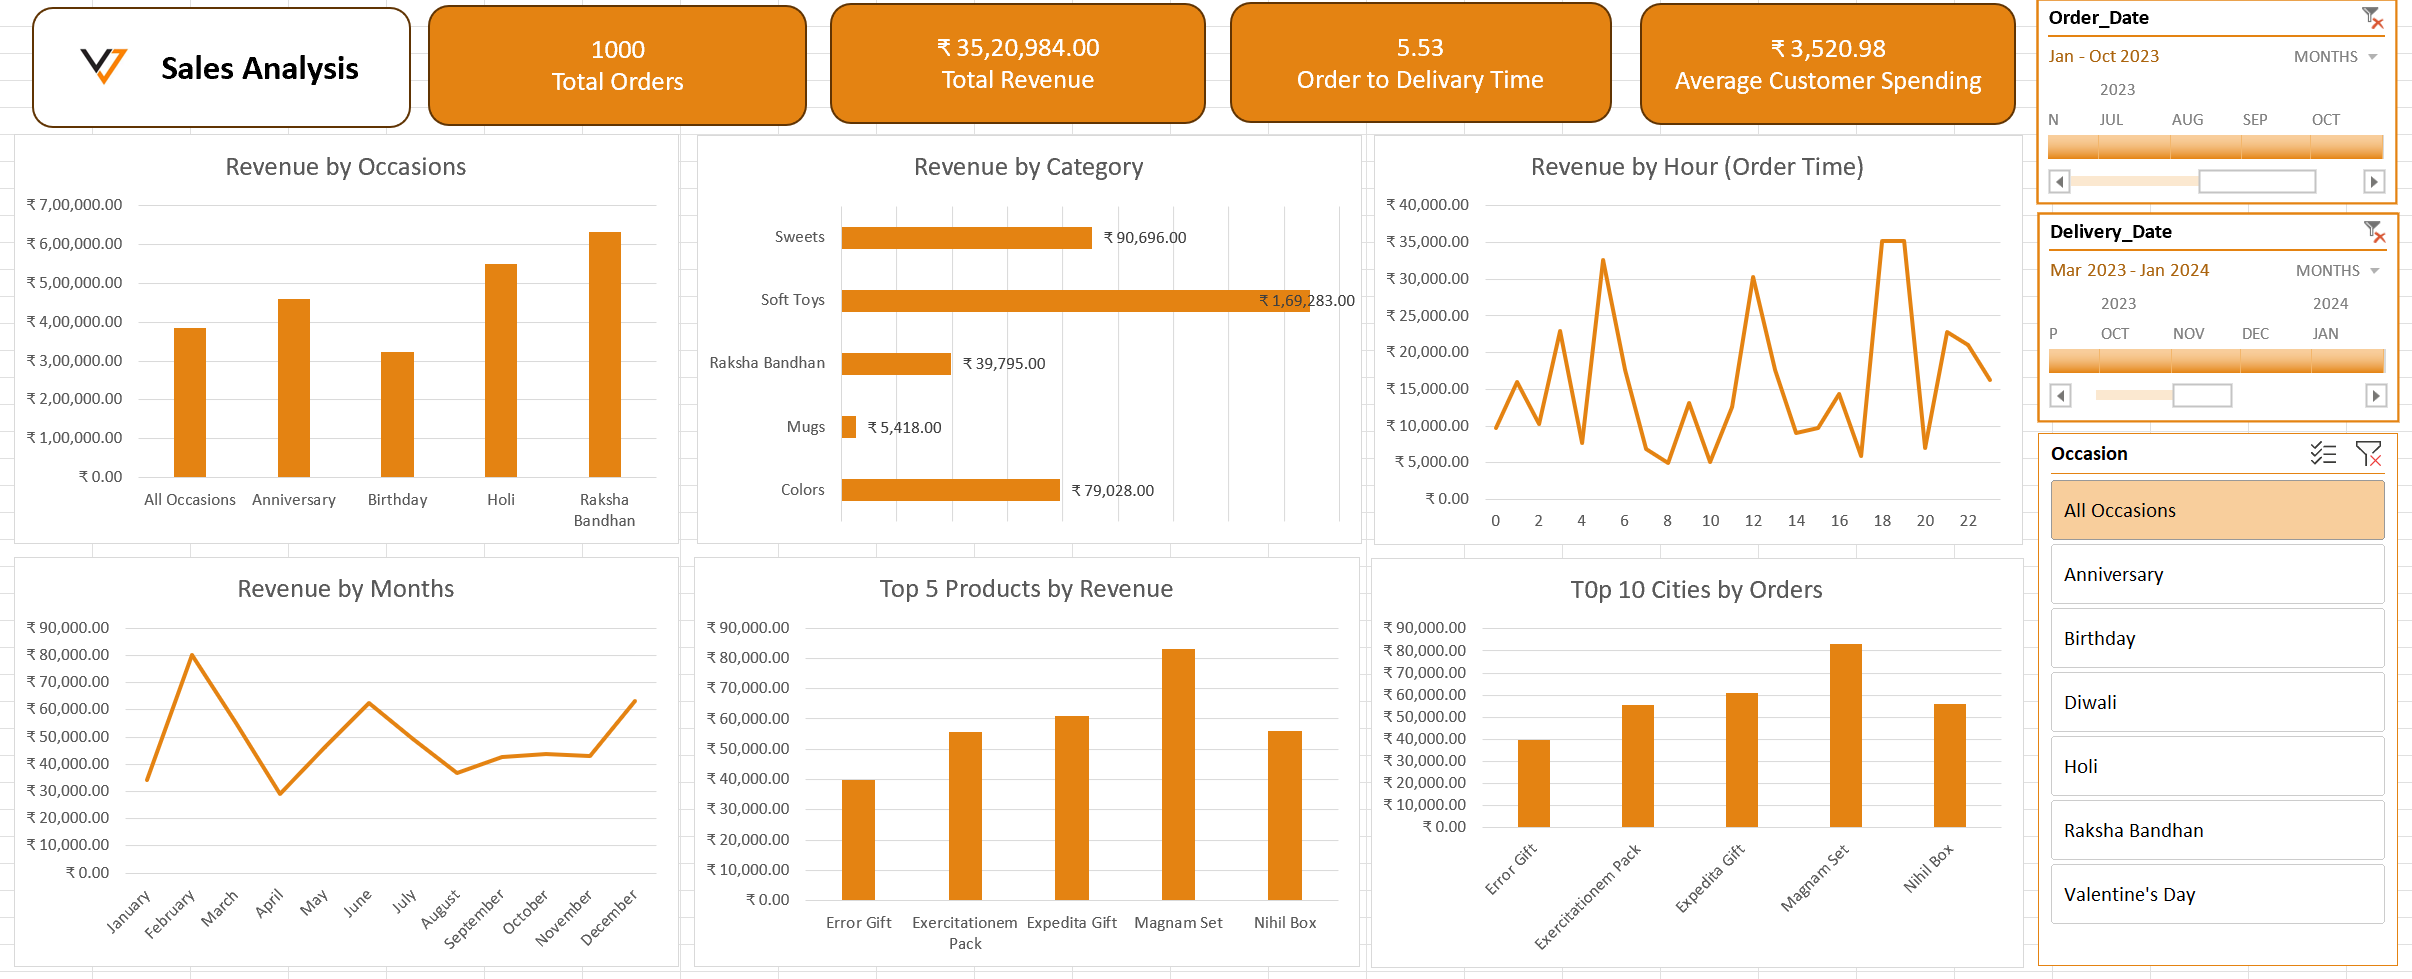 Sales Analysis
1000
Total Orders
₹ 35,20,984.00
Total Revenue
5.53
Order to Delivary Time
₹ 3,520.98
Average Customer Spending
Revenue by Occasions
₹ 7,00,000.00
₹ 6,00,000.00
₹ 5,00,000.00
₹ 4,00,000.00
₹ 3,00,000.00
₹ 2,00,000.00
₹ 1,00,000.00
₹ 0.00
All Occasions Anniversary Birthday Holi Raksha
Bandhan
Revenue by Category
Sweets ₹ 90,696.00
Soft Toys ₹ 1,69,283.00
Raksha Bandhan ₹ 39,795.00
Mugs ₹ 5,418.00
Colors ₹ 79,028.00
Revenue by Hour (Order Time)
₹ 40,000.00
₹ 35,000.00
₹ 30,000.00
₹ 25,000.00
₹ 20,000.00
₹ 15,000.00
₹ 10,000.00
₹ 5,000.00
₹ 0.00
0 2 4 6 8 10 12 14 16 18 20 22
Revenue by Months
₹ 90,000.00
₹ 80,000.00
₹ 70,000.00
₹ 60,000.00
₹ 50,000.00
₹ 40,000.00
₹ 30,000.00
₹ 20,000.00
₹ 10,000.00
₹ 0.00
January February March April May June July August September October November December
Top 5 Products by Revenue
₹ 90,000.00
₹ 80,000.00
₹ 70,000.00
₹ 60,000.00
₹ 50,000.00
₹ 40,000.00
₹ 30,000.00
₹ 20,000.00
₹ 10,000.00
₹ 0.00
Error Gift Exercitationem Expedita Gift Magnam Set Nihil Box
Pack
T0p 10 Cities by Orders
₹ 90,000.00
₹ 80,000.00
₹ 70,000.00
₹ 60,000.00
₹ 50,000.00
₹ 40,000.00
₹ 30,000.00
₹ 20,000.00
₹ 10,000.00
₹ 0.00
Error Gift Exercitationem Pack Expedita Gift Magnam Set Nihil Box
Order_Date
Jan - Oct 2023 MONTHS
2023
N JUL AUG SEP OCT
Delivery_Date
Mar 2023 - Jan 2024 MONTHS
2023 2024
P OCT NOV DEC JAN
Occasion
All Occasions
Anniversary
Birthday
Diwali
Holi
Raksha Bandhan
Valentine's Day